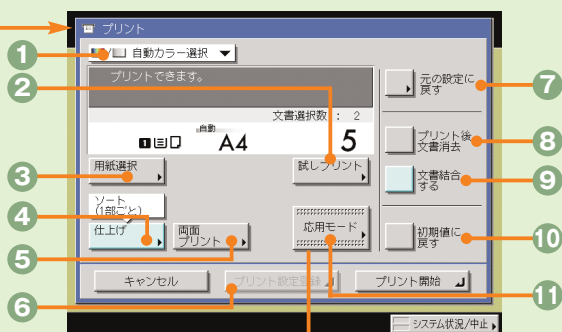 プリント
① 自動カラー選択 ▼
プリントできます。
② 文書選択数 : 2
自動
1 A4 5
元の設定に
戻す ⑦
プリント後
文書消去 ⑧
③ 用紙選択
試しプリント
文書結合
する ⑨
ソート
(1部ごと)
④ 仕上げ
両面
プリント ⑤
応用モード ⑪
初期値に
戻す ⑩
キャンセル
⑥ プリント設定登録
プリント開始
システム状況/中止